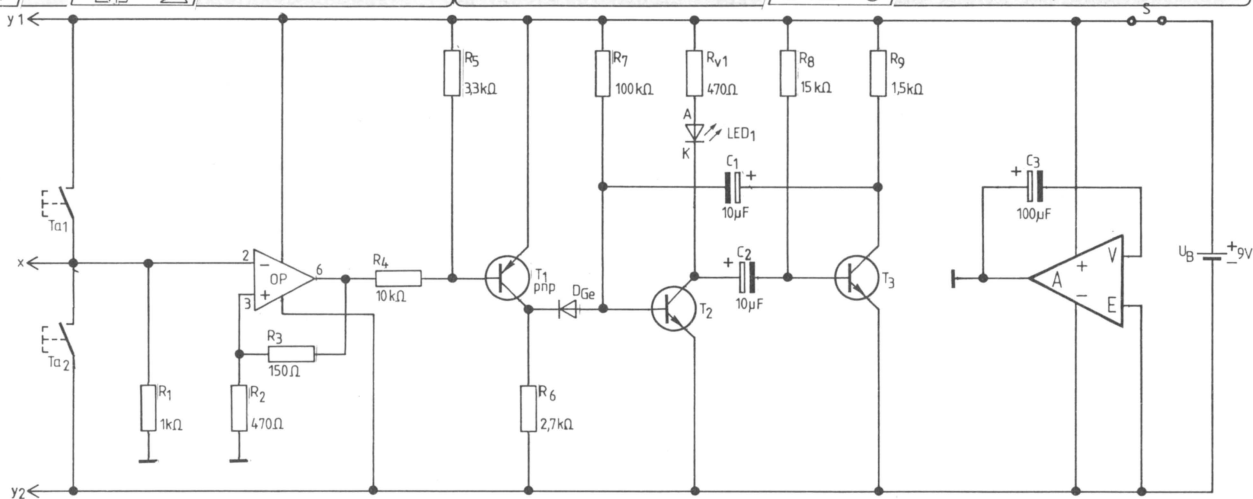 y1
S
R5
3,3kΩ
R7
100kΩ
Rv1
470Ω
R8
15kΩ
R9
1,5kΩ
A
LED1
K
C1
+
10µF
+
C3
100µF
Ta1
V
UB
+
9V
−
x
2
−
OP
6
+
3
R4
10kΩ
T1
pnp
DGe
+
C2
10µF
T2
T3
+
A
−
E
Ta2
R3
150Ω
R1
1kΩ
R2
470Ω
R6
2,7kΩ
y2